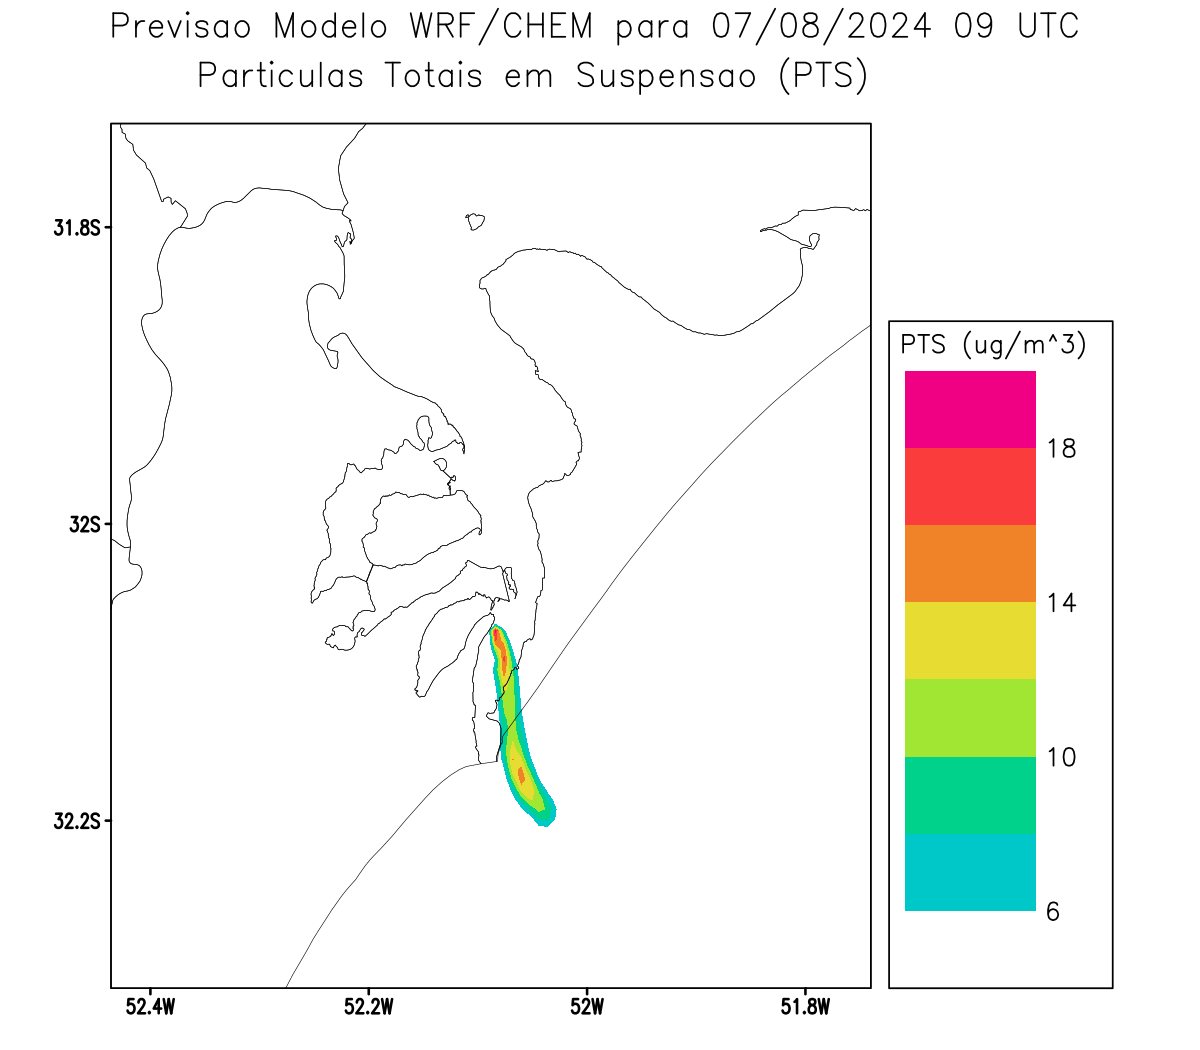 Previsao Modelo WRF/CHEM para 07/08/2024 09 UTC
Particulas Totais em Suspensao (PTS)
31.8S
32S
32.2S
52.4W
52.2W
52W
51.8W
PTS (ug/m^3)
18
14
10
6